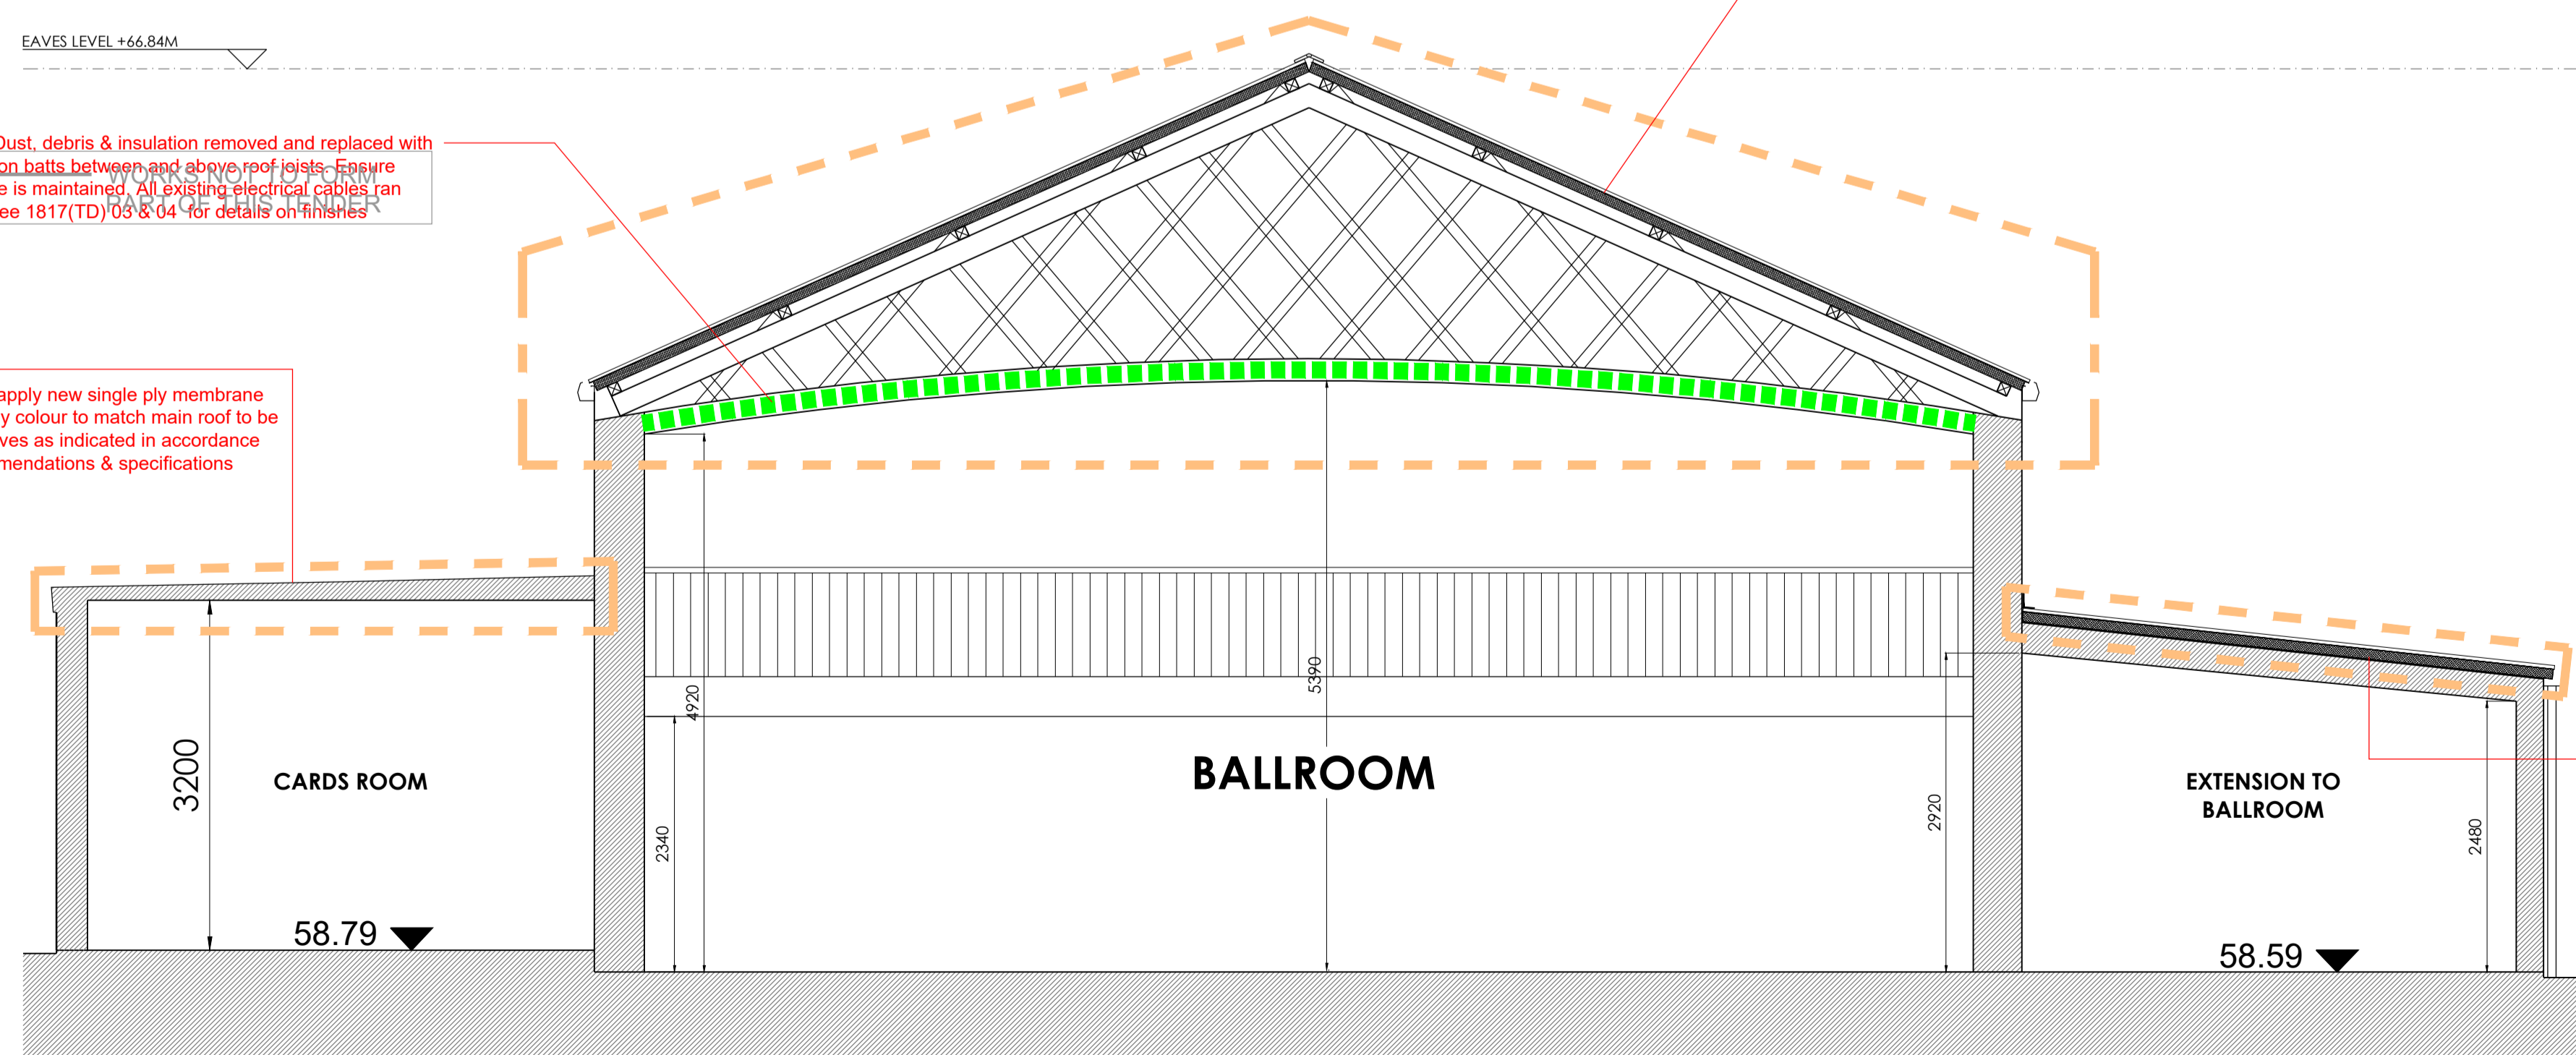 EAVES LEVEL +66.84M
Dust, debris & insulation removed and replaced with
on batts between and above roof joists. Ensure
e is maintained. All existing electrical cables ran
ee 1817(TD) 03 & 04 for details on finishes
WORKS NOT TO FORM
PART OF THIS TENDER
apply new single ply membrane
y colour to match main roof to be
ves as indicated in accordance
mendations & specifications
3200
CARDS ROOM
58.79
2340
4920
5390
BALLROOM
2920
EXTENSION TO
BALLROOM
2480
58.59